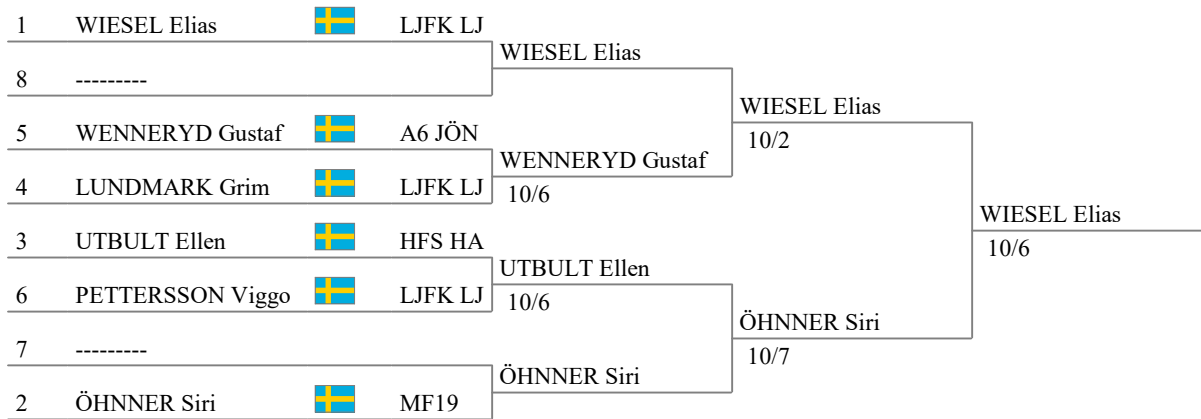 1 WIESEL Elias LJFK LJ
WIESEL Elias
8 ---------
WIESEL Elias
10/2
5 WENNERYD Gustaf A6 JÖN
WENNERYD Gustaf
10/6
4 LUNDMARK Grim LJFK LJ
WIESEL Elias
10/6
3 UTBULT Ellen HFS HA
UTBULT Ellen
10/6
6 PETTERSSON Viggo LJFK LJ
ÖHNNER Siri
10/7
7 ---------
ÖHNNER Siri
2 ÖHNNER Siri MF19